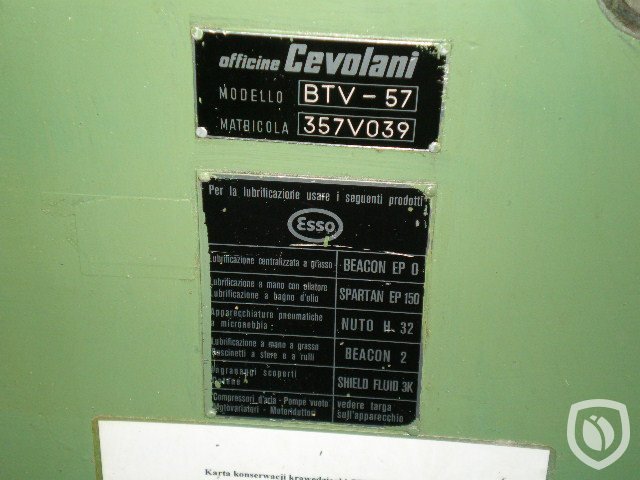 officine Cevolani
MODELLO BTV-57
MATRICOLA 357V039
Per la lubrificazione usare i seguenti prodotti
Esso
Lubrificazione centralizzata a grasso BEACON EP 0
Lubrificazione a mano con oliatore
Lubrificazione a bagno d'olio SPARTAN EP 150
Apparecchiature pneumatiche
a micronebbia: NUTO H 32
Lubrificazione a mano a grasso
Cuscinetti a sfere e a rulli BEACON 2
Ingranaggi scoperti
SHIELD FLUID 3K
Compressori d'aria - Pompe vuoto
Motovariatori - Motoriduttori
vedere targa
sull'apparecchio
Karta konserwacji